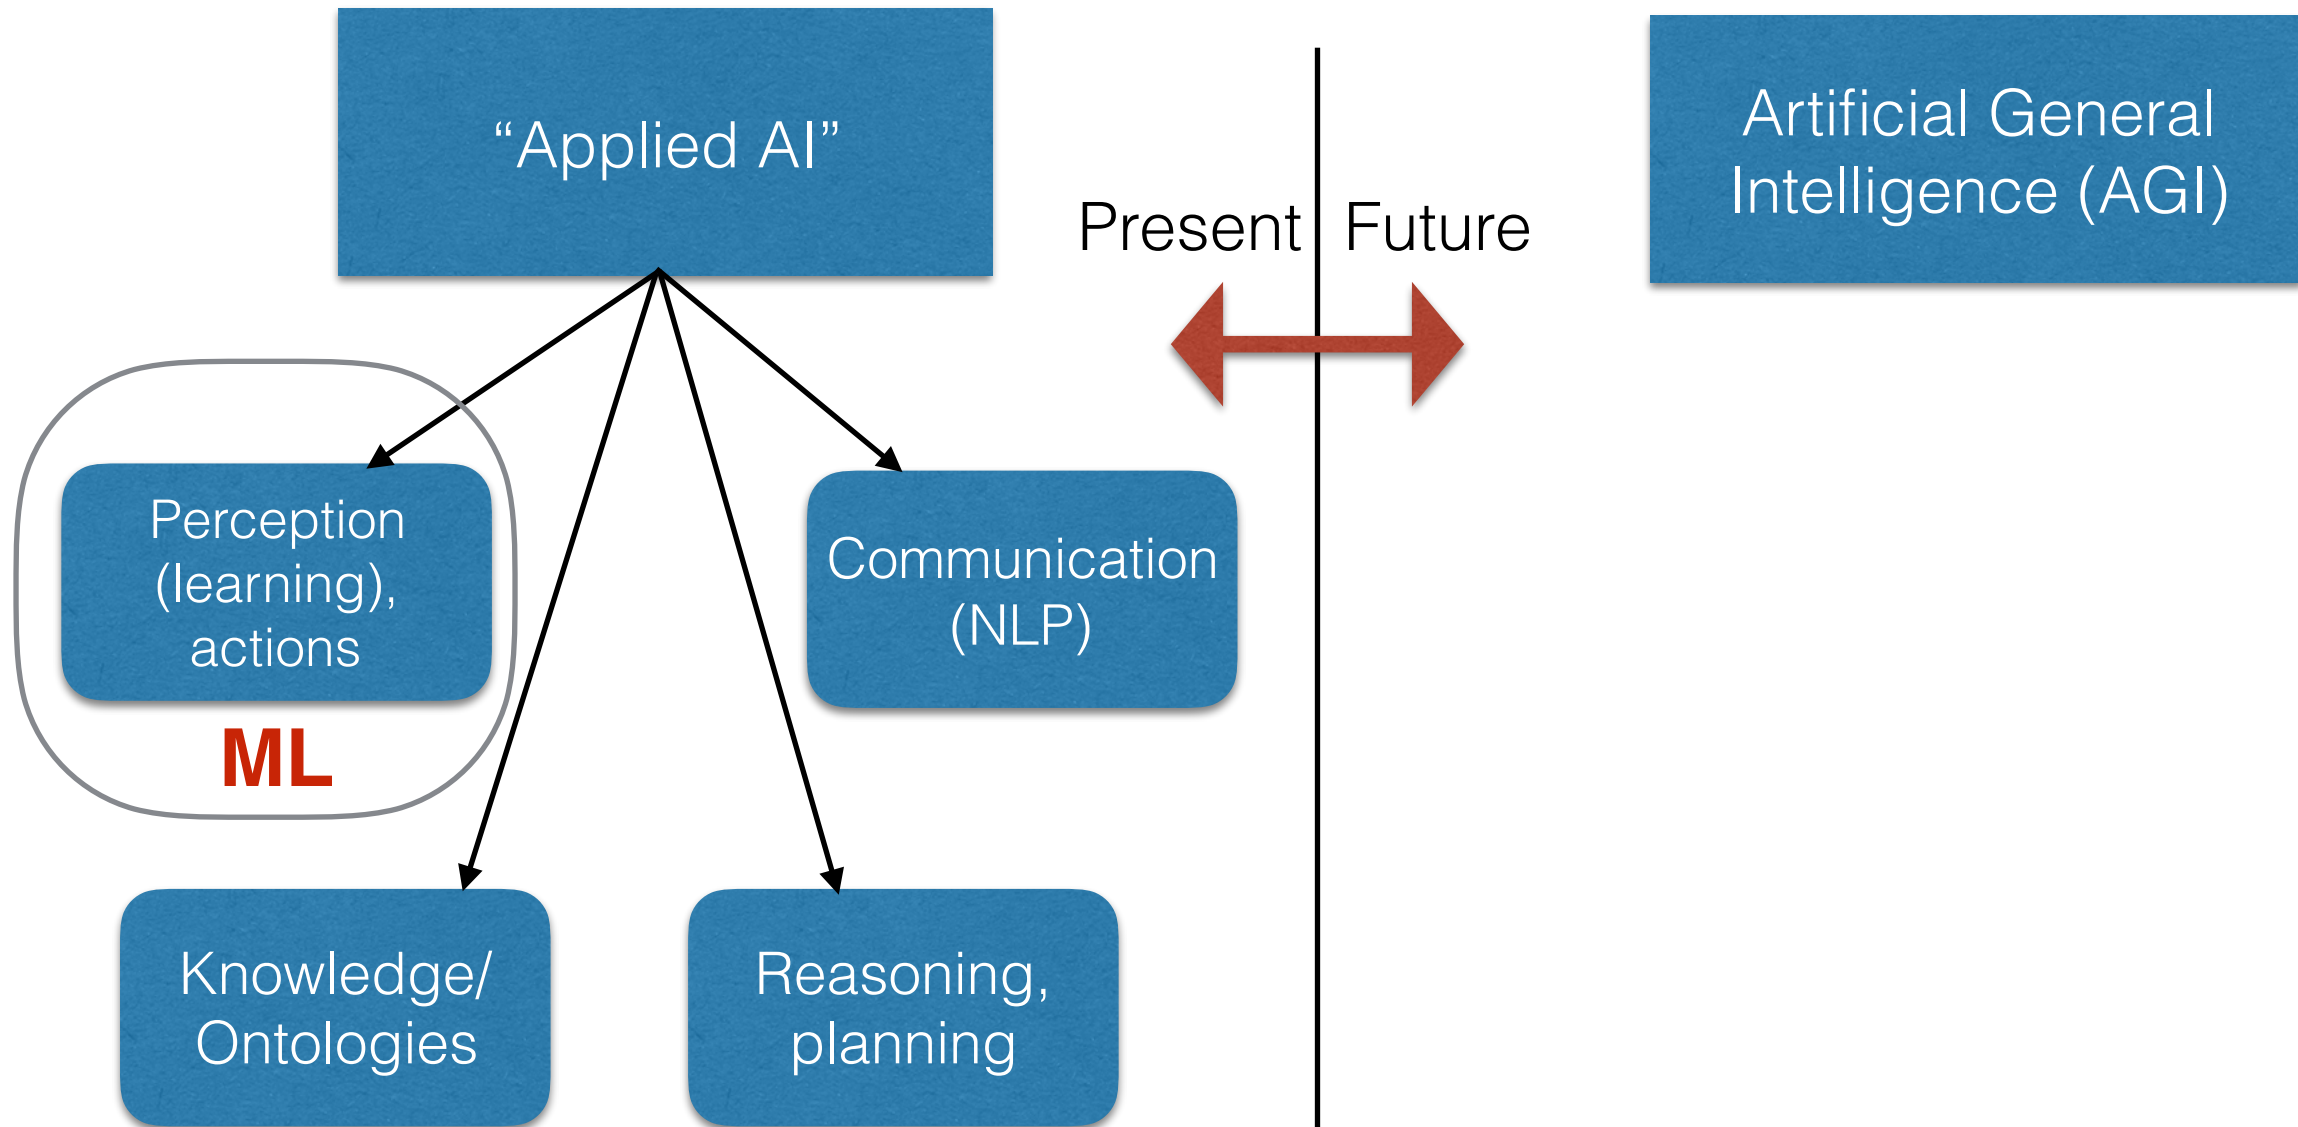 “Applied AI”
Present
Future
Artificial General
Intelligence (AGI)
Perception
(learning),
actions
ML
Communication
(NLP)
Knowledge/
Ontologies
Reasoning,
planning